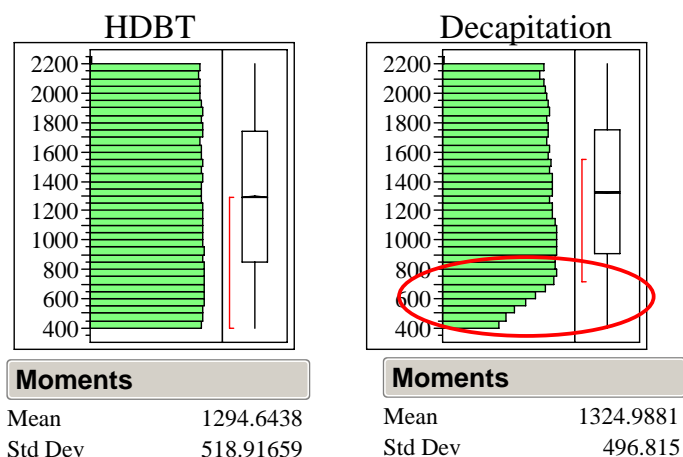 HDBT
2200
2000
1800
1600
1400
1200
1000
800
600
400
Moments
Mean 1294.6438
Std Dev 518.91659
Decapitation
2200
2000
1800
1600
1400
1200
1000
800
600
400
Moments
Mean 1324.9881
Std Dev 496.815